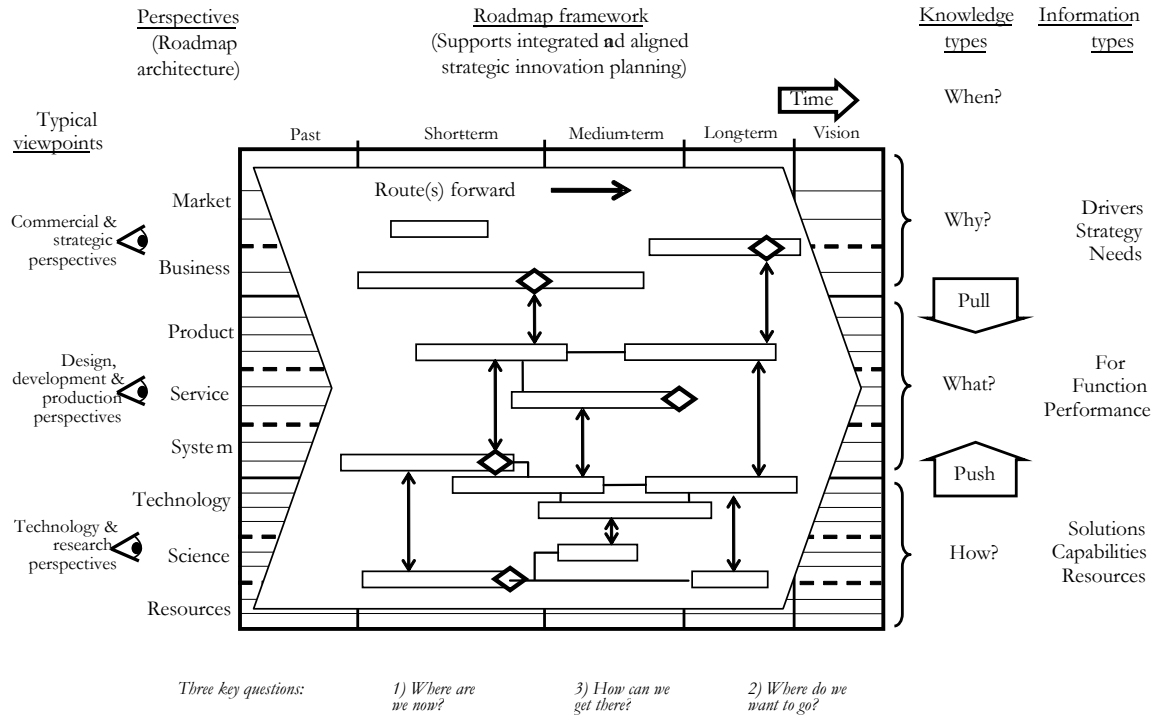 Perspectives
(Roadmap
architecture)
Roadmap framework
(Supports integrated and aligned
strategic innovation planning)
Knowledge
types
Information
types
Time
When?
Typical
viewpoints
Past
Short-term
Medium-term
Long-term
Vision
Route(s) forward
Market
Business
Product
Service
System
Technology
Science
Resources
Commercial &
strategic
perspectives
Design,
development &
production
perspectives
Technology &
research
perspectives
Why?
Drivers
Strategy
Needs
Pull
What?
For
Function
Performance
Push
How?
Solutions
Capabilities
Resources
Three key questions:
1) Where are
we now?
3) How can we
get there?
2) Where do we
want to go?